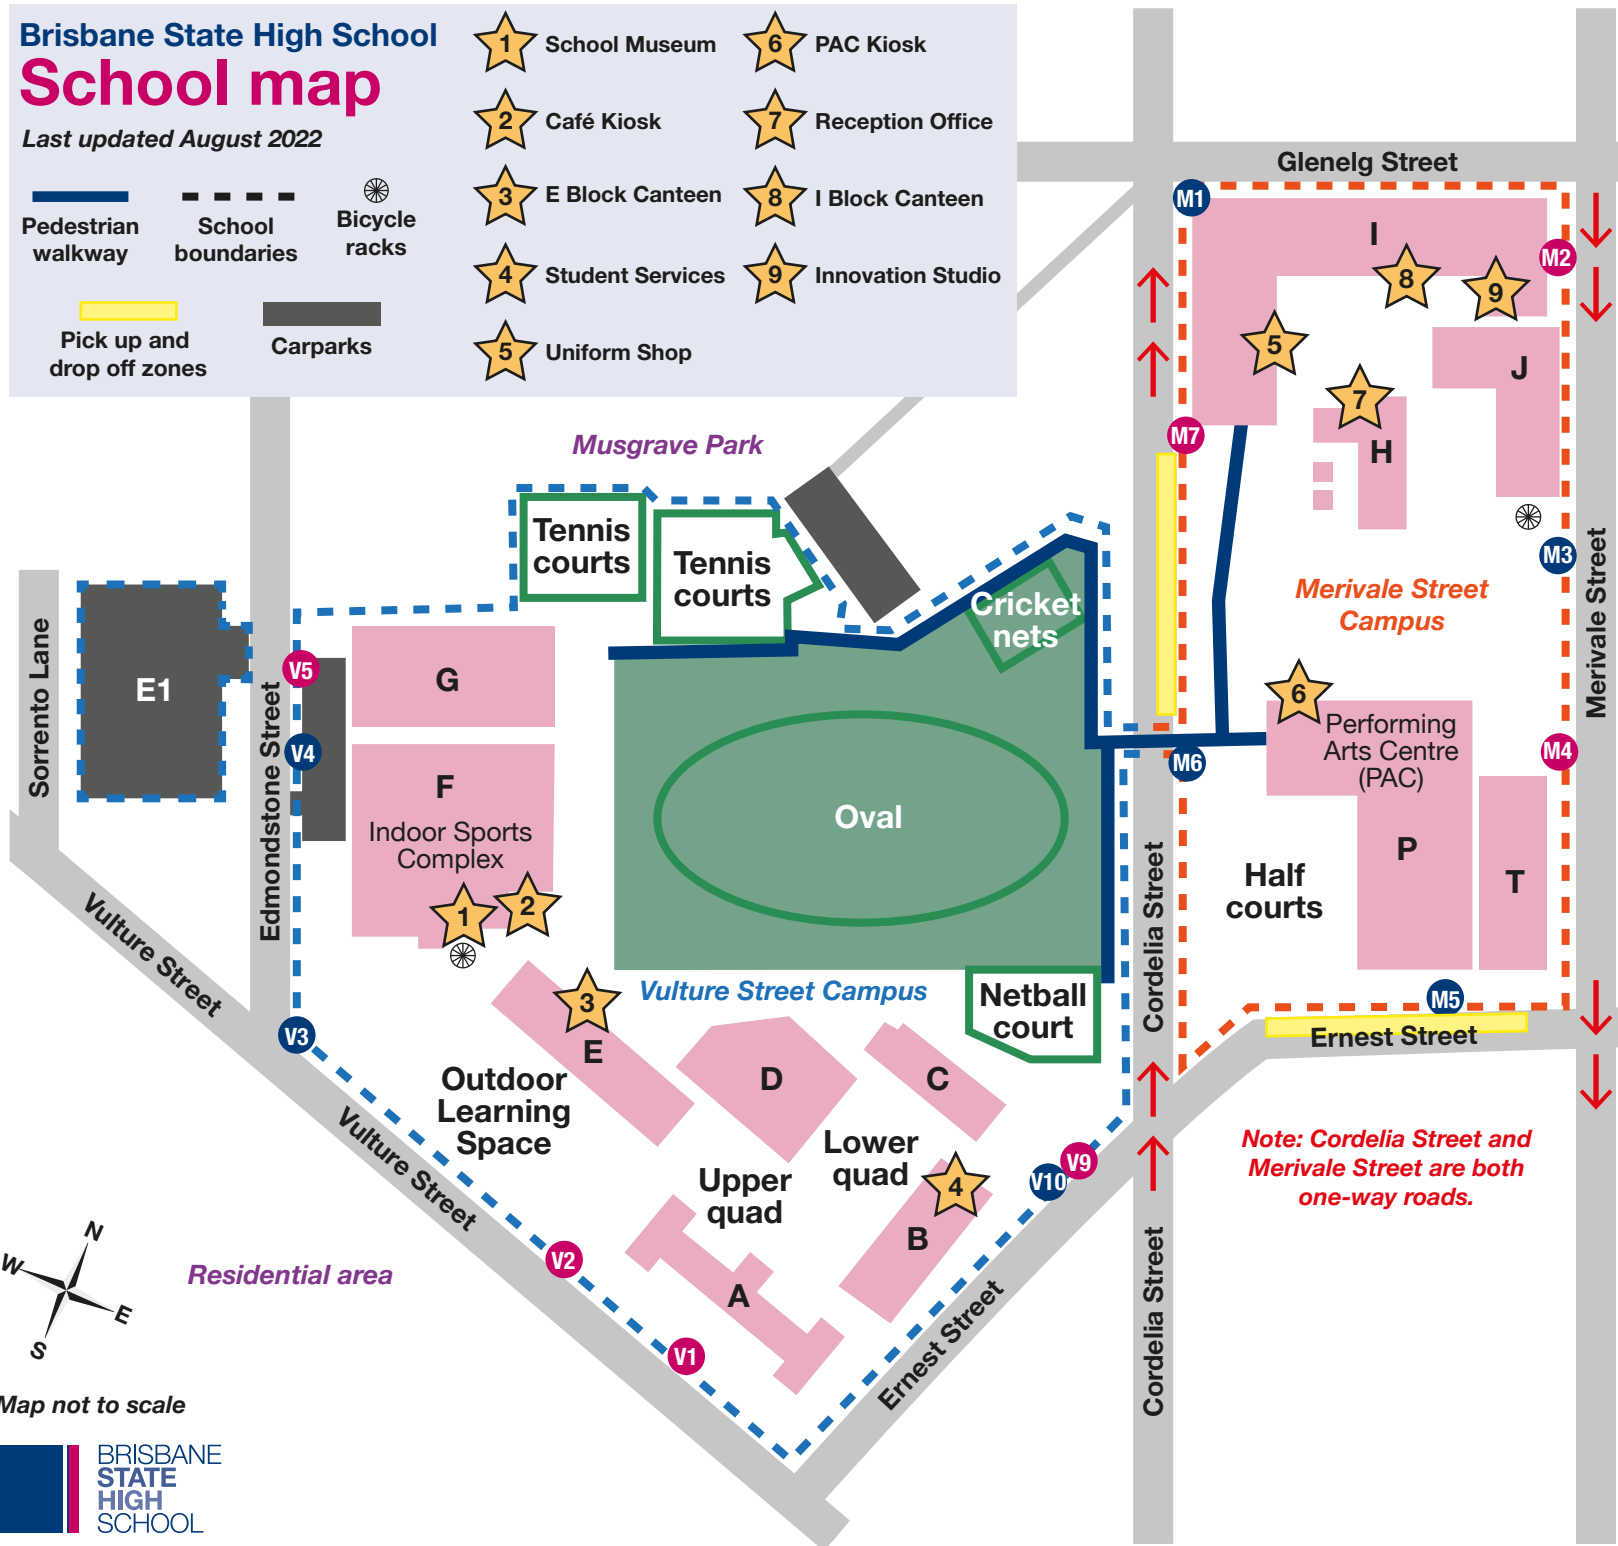 Brisbane State High School
School map
Last updated August 2022
Pedestrian
walkway
School
boundaries
Bicycle
racks
Pick up and
drop off zones
Carparks
1 School Museum
2 Café Kiosk
3 E Block Canteen
4 Student Services
5 Uniform Shop
6 PAC Kiosk
7 Reception Office
8 I Block Canteen
9 Innovation Studio
Glenelg Street
M1
I
M2
8
9
5
J
7
M7
H
Musgrave Park
Tennis
courts
Tennis
courts
Cricket
nets
M3
Merivale Street
Campus
Merivale Street
Sorrento Lane
E1
V5
G
V4
Edmondstone Street
F
Indoor Sports
Complex
1
2
Oval
6
Performing
Arts Centre
(PAC)
M4
M6
P
T
Half
courts
Cordelia Street
Vulture Street
Vulture Street Campus
Netball
court
M5
Ernest Street
V3
3
E
D
C
Outdoor
Learning
Space
Lower
quad
Upper
quad
4
B
V10
V9
Note: Cordelia Street and
Merivale Street are both
one-way roads.
Vulture Street
V2
A
V1
Ernest Street
Cordelia Street
Residential area
N
W
E
S
Map not to scale
BRISBANE
STATE
HIGH
SCHOOL